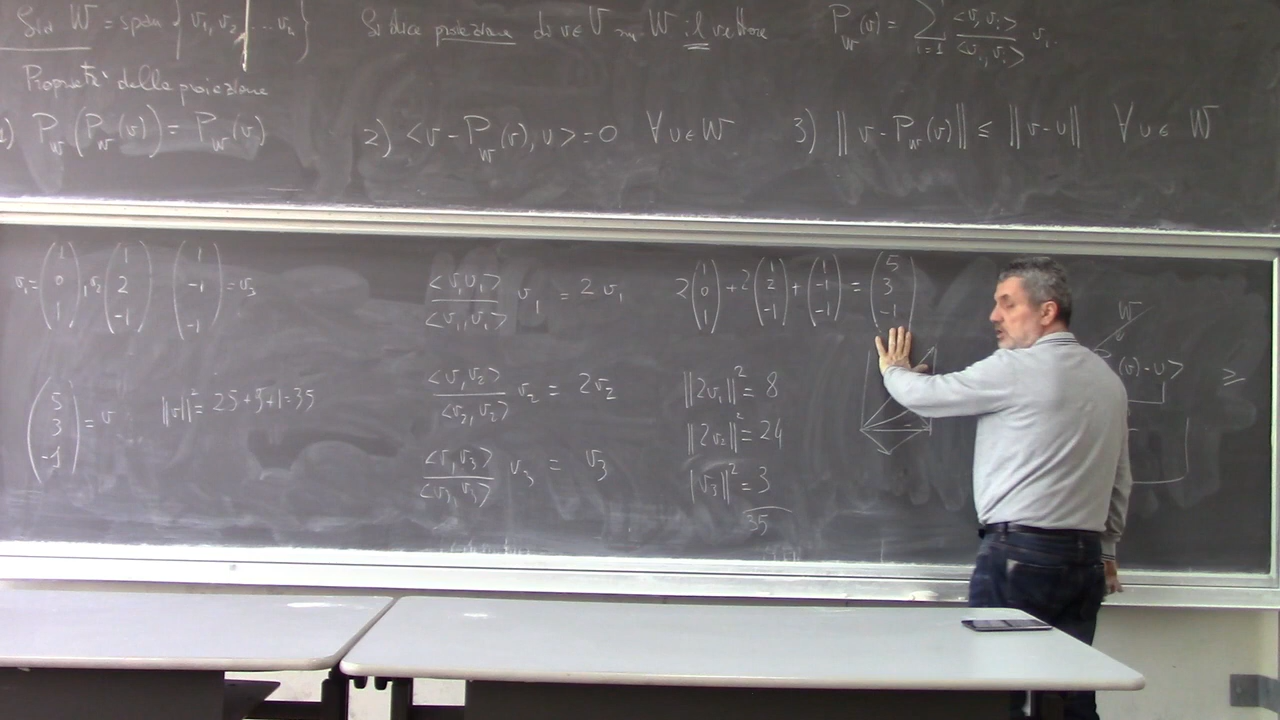 Sia W = span { v₁, v₂, ... vₙ } Si dice proiezione di v ∈ V su W il vettore P_W(v) = ∑_{i=1} <v, vᵢ> / <vᵢ, vᵢ> vᵢ.
Proprietà della proiezione
1) P_W(P_W(v)) = P_W(v) 2) <v - P_W(v), u> = 0 ∀ u ∈ W 3) ‖v - P_W(v)‖ ≤ ‖v - u‖ ∀ u ∈ W
v₁ = (1 0 1), v₂ (1 2 -1) (1 -1 -1) = v₃
(5 3 -1) = v ‖v‖² = 25+9+1=35
<v, v₁> / <v₁, v₁> v₁ = 2 v₁
<v, v₂> / <v₂, v₂> v₂ = 2v₂
<v, v₃> / <v₃, v₃> v₃ = v₃
2 (1 0 1) + 2 (1 2 -1) + (1 -1 -1) = (5 3 -1)
‖2v₁‖² = 8
‖2v₂‖² = 24
‖v₃‖² = 3
35
W
(v) - u> ≥